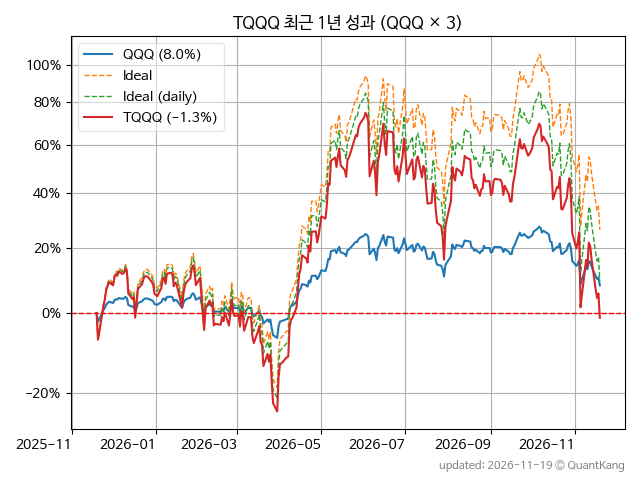 TQQQ 최근 1년 성과 (QQQ × 3)
QQQ (8.0%)
Ideal
Ideal (daily)
TQQQ (−1.3%)
100%
80%
60%
40%
20%
0%
−20%
2025-11 2026-01 2026-03 2026-05 2026-07 2026-09 2026-11
updated: 2026-11-19 © QuantKang